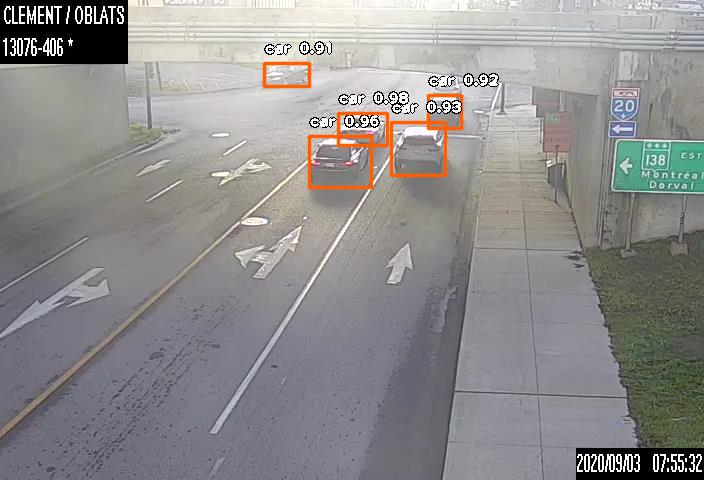 CLEMENT / OBLATS
13076-406 *
car 0.91
car 0.92
car 0.98
car 0.93
car 0.96
20
138
EST
Montréal
Dorval
2020/09/03 07:55:32